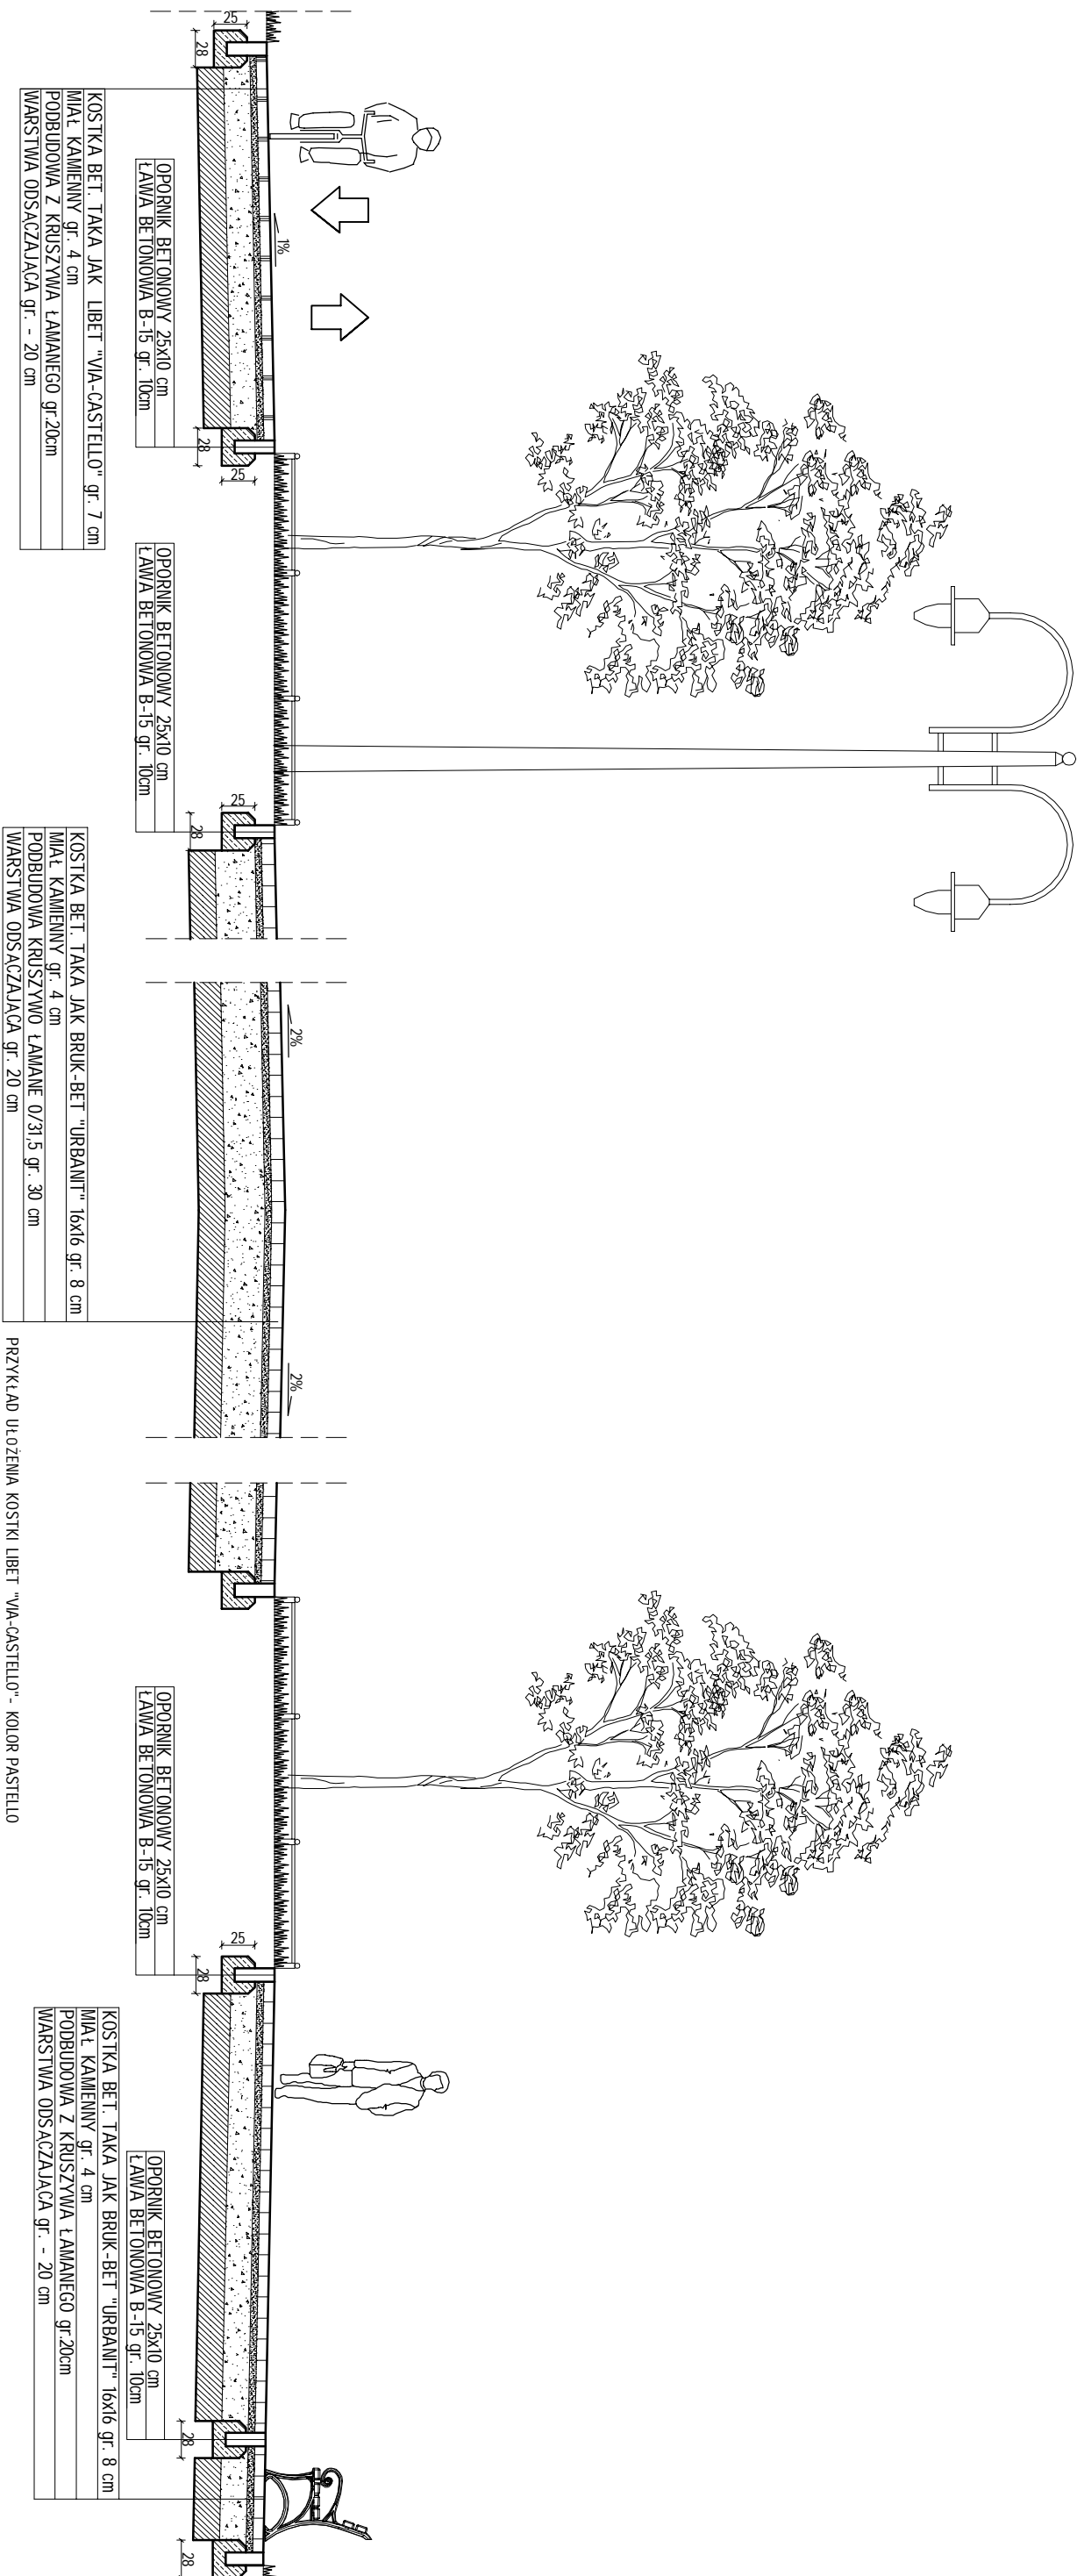 25
28
KOSTKA BET. TAKA JAK LIBET "VIA-CASTELLO" gr. 7 cm
MIAŁ KAMIENNY gr. 4 cm
PODBUDOWA Z KRUSZYWA ŁAMANEGO gr.20cm
WARSTWA ODSĄCZAJĄCA gr. - 20 cm
OPORNIK BETONOWY 25x10 cm
ŁAWA BETONOWA B-15 gr. 10cm
1%
28
25
OPORNIK BETONOWY 25x10 cm
ŁAWA BETONOWA B-15 gr. 10cm
25
28
KOSTKA BET. TAKA JAK BRUK-BET "URBANIT" 16x16 gr. 8 cm
MIAŁ KAMIENNY gr. 4 cm
PODBUDOWA KRUSZYWO ŁAMANE 0/31,5 gr. 30 cm
WARSTWA ODSĄCZAJĄCA gr. 20 cm
2%
2%
PRZYKŁAD UŁOŻENIA KOSTKI LIBET "VIA-CASTELLO"- KOLOR PASTELLO
OPORNIK BETONOWY 25x10 cm
ŁAWA BETONOWA B-15 gr. 10cm
25
28
OPORNIK BETONOWY 25x10 cm
ŁAWA BETONOWA B-15 gr. 10cm
KOSTKA BET. TAKA JAK BRUK-BET "URBANIT" 16x16 gr. 8 cm
MIAŁ KAMIENNY gr. 4 cm
PODBUDOWA Z KRUSZYWA ŁAMANEGO gr.20cm
WARSTWA ODSĄCZAJĄCA gr. - 20 cm
28
28